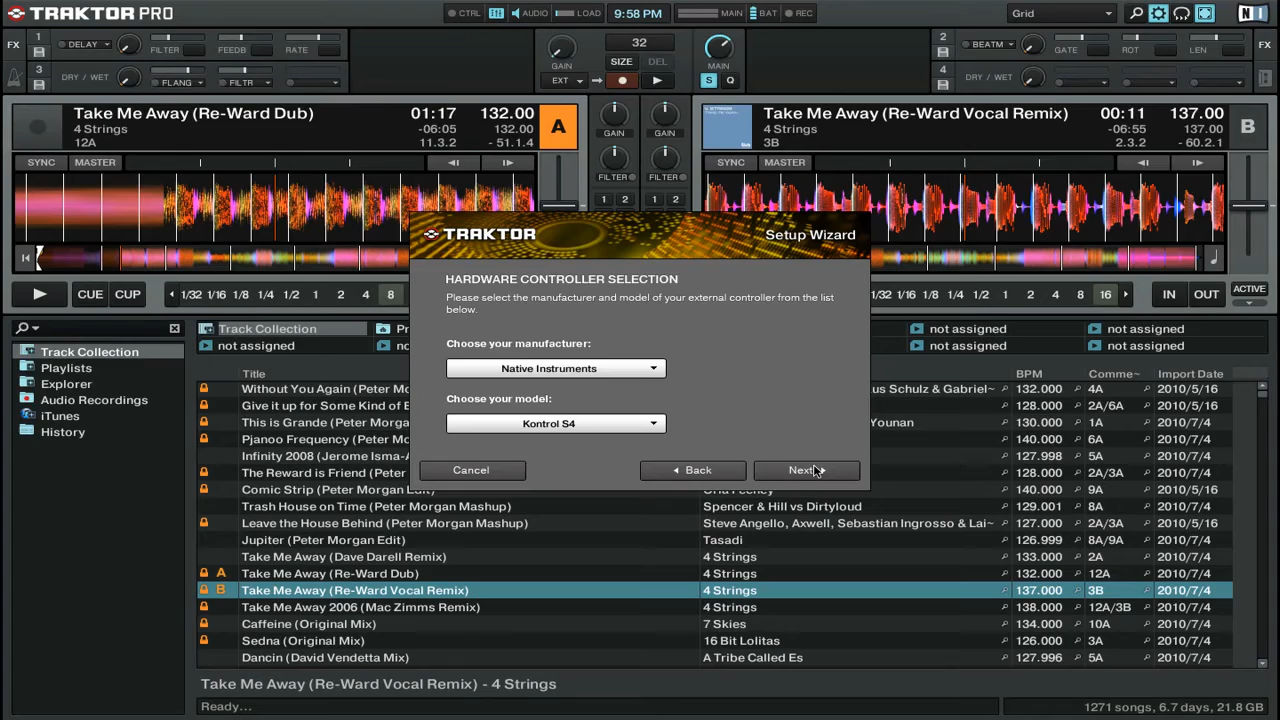 TRAKTOR PRO
CTRL AUDIO LOAD 9:58 PM MAIN BAT REC
Grid
FX 1 DELAY FILTER FEEDB RATE
3 DRY / WET FLANG FILTR
GAIN 32 MAIN
SIZE DEL
EXT S Q
2 BEATM GATE ROT LEN FX
4 DRY / WET
Take Me Away (Re-Ward Dub) 01:17 132.00
4 Strings -06:05 132.00
12A 11.3.2 - 51.1.4
A
SYNC MASTER
GAIN GAIN
FILTER FILTER
1 2 1 2
Take Me Away (Re-Ward Vocal Remix) 00:11 137.00
4 Strings -06:55 137.00
3B 2.3.2 - 60.2.1
B
SYNC MASTER
CUE CUP 1/32 1/16 1/8 1/4 1/2 1 2 4 8
1/32 1/16 1/8 1/4 1/2 1 2 4 8 16 IN OUT ACTIVE
TRAKTOR Setup Wizard
HARDWARE CONTROLLER SELECTION
Please select the manufacturer and model of your external controller from the list
below.
Choose your manufacturer:
Native Instruments
Choose your model:
Kontrol S4
Cancel Back Next
Track Collection
not assigned not assigned
not assigned not assigned not assigned
Track Collection
Playlists
Explorer
Audio Recordings
iTunes
History
Title BPM Comme~ Import Date
Without You Again (Peter Mo us Schulz & Gabriel~ 132.000 4A 2010/5/16
Give it up for Some Kind of E 128.000 2A/6A 2010/5/16
This is Grande (Peter Morgan Younan 130.000 1A 2010/5/16
Pjanoo Frequency (Peter Mor 140.000 6A 2010/5/16
Infinity 2008 (Jerome Isma-A 127.998 5A 2010/5/16
The Reward is Friend (Peter M 128.000 2A/3A 2010/5/16
Comic Strip (Peter Morgan Edit) 140.000 9A 2010/5/16
Trash House on Time (Peter Morgan Mashup) Spencer & Hill vs Dirtyloud 129.001 8A 2010/5/16
Leave the House Behind (Peter Morgan Mashup) Steve Angello, Axwell, Sebastian Ingrosso & Lai~ 127.000 2A/3A 2010/5/16
Jupiter (Peter Morgan Edit) Tasadi 126.999 8A/9A 2010/5/16
Take Me Away (Dave Darell Remix) 4 Strings 133.000 2A 2010/7/4
A Take Me Away (Re-Ward Dub) 4 Strings 132.000 12A 2010/7/4
B Take Me Away (Re-Ward Vocal Remix) 4 Strings 137.000 3B 2010/7/4
Take Me Away 2006 (Mac Zimms Remix) 4 Strings 138.000 12A/3B 2010/7/4
Caffeine (Original Mix) 7 Skies 134.000 10A 2010/7/4
Sedna (Original Mix) 16 Bit Lolitas 126.000 3A 2010/7/4
Dancin (David Vendetta Mix) A Tribe Called Es 127.996 5A 2010/7/4
Take Me Away (Re-Ward Vocal Remix) - 4 Strings
Ready... 1271 songs, 6.7 days, 21.8 GB